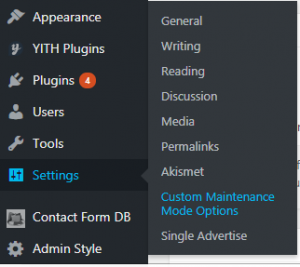 Appearance
YITH Plugins
Plugins 4
Users
Tools
Settings
Contact Form DB
Admin Style
General
Writing
Reading
Discussion
Media
Permalinks
Akismet
Custom Maintenance
Mode Options
Single Advertise